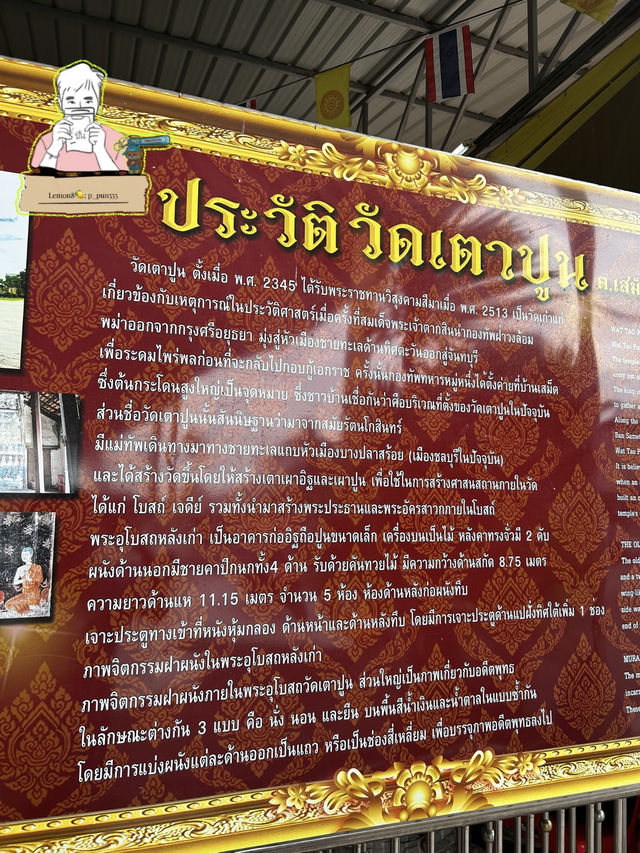 Lemon8🍋: p_pun555
ประวัติ วัดเตาปูน ต.เสม็
วัดเตาปูน ตั้งเมื่อ พ.ศ. 2345 ได้รับพระราชทานวิสุงคามสีมาเมื่อ พ.ศ. 2513 เป็นวัดเก่าแก่
เกี่ยวข้องกับเหตุการณ์ในประวัติศาสตร์เมื่อครั้งที่สมเด็จพระเจ้าตากสินนำกองทัพฝ่าวงล้อม
พม่าออกจากกรุงศรีอยุธยา มุ่งสู่หัวเมืองชายทะเลด้านทิศตะวันออกสู่จันทบุรี
เพื่อระดมไพร่พลก่อนที่จะกลับไปกอบกู้เอกราช ครั้งนั้นกองทัพทหารหมู่หนึ่งได้ตั้งค่ายที่บ้านเสม็ด
ซึ่งต้นกระโดนสูงใหญ่เป็นจุดหมาย ซึ่งชาวบ้านเชื่อกันว่าคือบริเวณที่ตั้งของวัดเตาปูนในปัจจุบัน
ส่วนชื่อวัดเตาปูนนั้นสันนิษฐานว่ามาจากสมัยรัตนโกสินทร์
มีแม่ทัพเดินทางมาทางชายทะเลแถบหัวเมืองบางปลาสร้อย (เมืองชลบุรีในปัจจุบัน)
และได้สร้างวัดขึ้นโดยให้สร้างเตาเผาอิฐและเผาปูน เพื่อใช้ในการสร้างศาสนสถานภายในวัด
ได้แก่ โบสถ์ เจดีย์ รวมทั้งนำมาสร้างพระประธานและพระอัครสาวกภายในโบสถ์
พระอุโบสถหลังเก่า เป็นอาคารก่ออิฐถือปูนขนาดเล็ก เครื่องบนเป็นไม้ หลังคาทรงจั่วมี 2 ตับ
ผนังด้านนอกมีชายคาปีกนกทั้ง4 ด้าน รับด้วยคันทวยไม้ มีความกว้างด้านสกัด 8.75 เมตร
ความยาวด้านแห 11.15 เมตร จำนวน 5 ห้อง ห้องด้านหลังก่อผนังทึบ
เจาะประตูทางเข้าที่หนังหุ้มกลอง ด้านหน้าและด้านหลังทึบ โดยมีการเจาะประตูด้านแปฝั่งทิศใต้เพิ่ม 1 ช่อง
ภาพจิตกรรมฝาผนังในพระอุโบสถหลังเก่า
ภาพจิตกรรมฝาผนังภายในพระอุโบสถวัดเตาปูน ส่วนใหญ่เป็นภาพเกี่ยวกับอดีตพุทธ
ในลักษณะต่างกัน 3 แบบ คือ นั่ง นอน และยืน บนพื้นสีน้ำเงินและน้ำตาลในแบบซ้ำกัน
โดยมีการแบ่งผนังแต่ละด้านออกเป็นแถว หรือเป็นช่องสี่เหลี่ยม เพื่อบรรจุภาพอดีตพุทธลงไป
WAT TAO
Wat Tao P
The templ
army out o
The king
to gather
Along the
Ban Same
Wat Tao P
It is belie
when an
built an o
temple's
THE OL
The old
and a
wing-lik
side wa
end of
MURA
The m
incarn
These